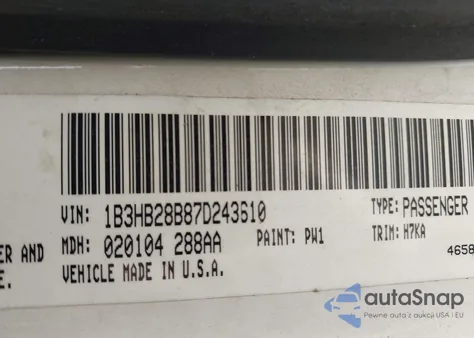 VIN: 1B3HB28B87D243610 TYPE: PASSENGER
ER AND MDH: 020104 288AA PAINT: PW1 TRIM: H7KA
E. VEHICLE MADE IN U.S.A. 4658
autoSnap
Pewne auta z aukcji USA i EU